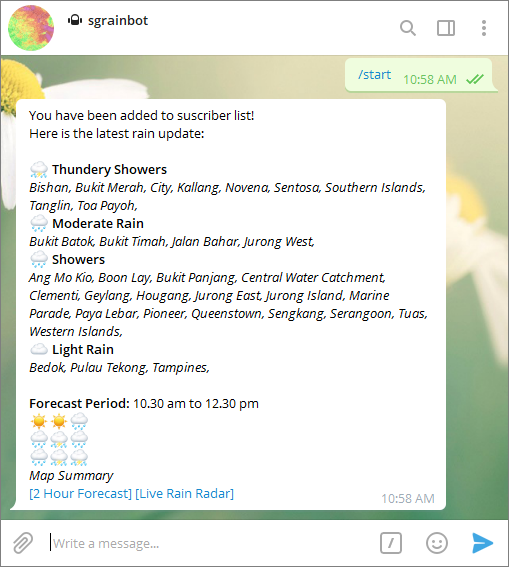 sgrainbot
/start
10:58 AM
You have been added to suscriber list!
Here is the latest rain update:
Thundery Showers
Bishan, Bukit Merah, City, Kallang, Novena, Sentosa, Southern Islands,
Tanglin, Toa Payoh,
Moderate Rain
Bukit Batok, Bukit Timah, Jalan Bahar, Jurong West,
Showers
Ang Mo Kio, Boon Lay, Bukit Panjang, Central Water Catchment,
Clementi, Geylang, Hougang, Jurong East, Jurong Island, Marine
Parade, Paya Lebar, Pioneer, Queenstown, Sengkang, Serangoon, Tuas,
Western Islands,
Light Rain
Bedok, Pulau Tekong, Tampines,
Forecast Period: 10.30 am to 12.30 pm
Map Summary
[2 Hour Forecast] [Live Rain Radar]
10:58 AM
Write a message...